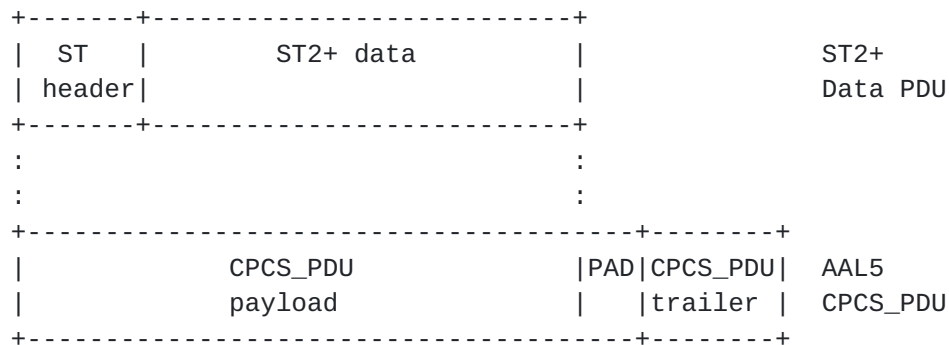 +-------+---------------------------+
|  ST   |        ST2+ data          |               ST2+
| header|                           |               Data PDU
+-------+---------------------------+
:                                   :
:                                   :
+---------------------------------------+--------+
|             CPCS_PDU              |PAD|CPCS_PDU|  AAL5
|             payload               |   |trailer |  CPCS_PDU
+---------------------------------------+--------+